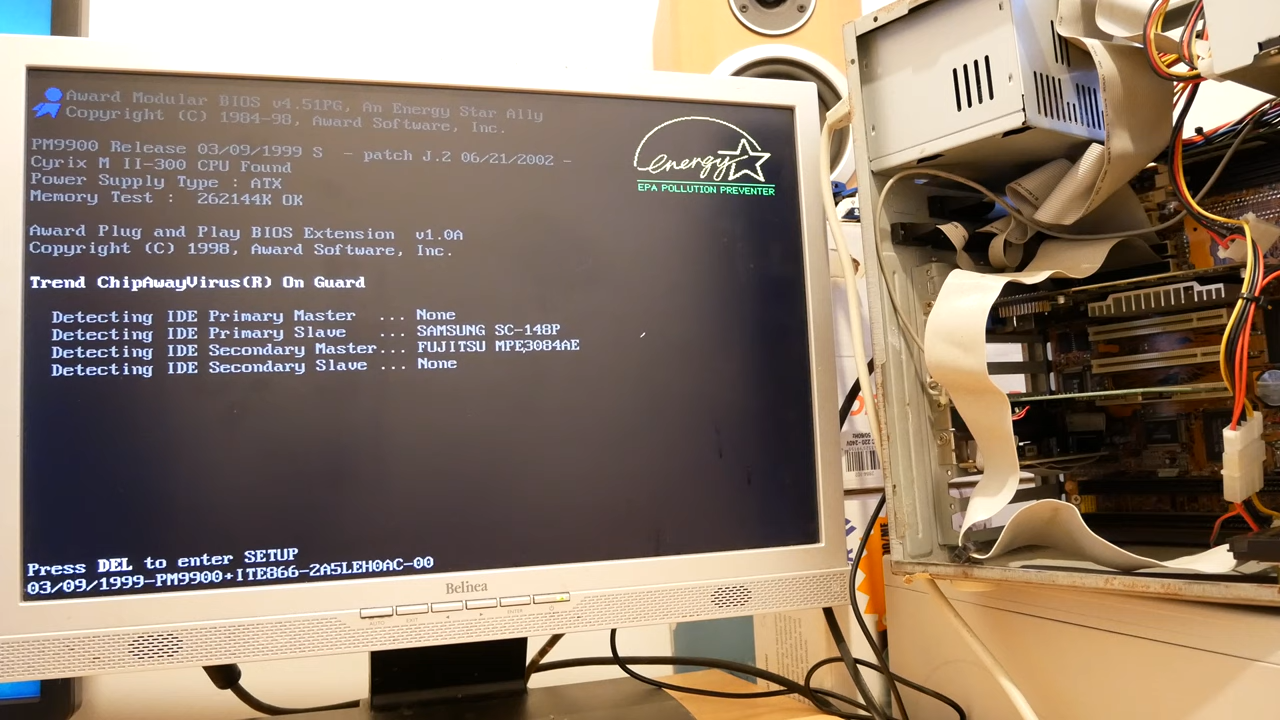 Award Modular BIOS v4.51PG, An Energy Star Ally
Copyright (C) 1984-98, Award Software, Inc.
energy
EPA POLLUTION PREVENTER
PM9900 Release 03/09/1999 S - patch J.2 06/21/2002 -
Cyrix M II-300 CPU Found
Power Supply Type : ATX
Memory Test : 262144K OK
Award Plug and Play BIOS Extension v1.0A
Copyright (C) 1998, Award Software, Inc.
Trend ChipAwayVirus(R) On Guard
Detecting IDE Primary Master ... None
Detecting IDE Primary Slave ... SAMSUNG SC-148P
Detecting IDE Secondary Master... FUJITSU MPE3084AE
Detecting IDE Secondary Slave ... None
Press DEL to enter SETUP
03/09/1999-PM9900+ITE866-2A5LEH0AC-00
Belinea
AUTO
EXIT
ENTER